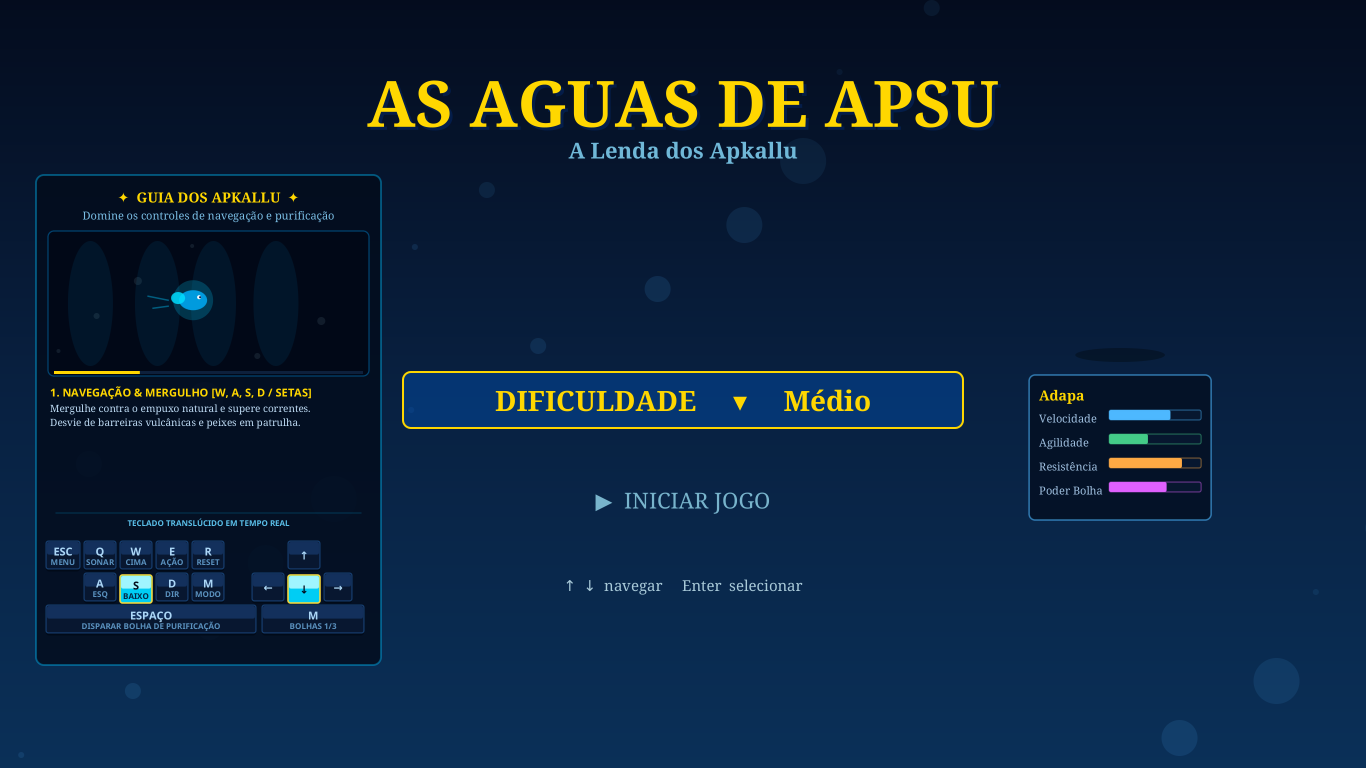 AS AGUAS DE APSU
A Lenda dos Apkallu
✦ GUIA DOS APKALLU ✦
Domine os controles de navegação e purificação
1. NAVEGAÇÃO & MERGULHO [W, A, S, D / SETAS]
Mergulhe contra o empuxo natural e supere correntes.
Desvie de barreiras vulcânicas e peixes em patrulha.
TECLADO TRANSLÚCIDO EM TEMPO REAL
ESC Q W E R ↑
MENU SONAR CIMA AÇÃO RESET
A S D M ← ↓ →
ESQ BAIXO DIR MODO
ESPAÇO M
DISPARAR BOLHA DE PURIFICAÇÃO BOLHAS 1/3
DIFICULDADE ▼ Médio
▶ INICIAR JOGO
↑ ↓ navegar Enter selecionar
Adapa
Velocidade
Agilidade
Resistência
Poder Bolha